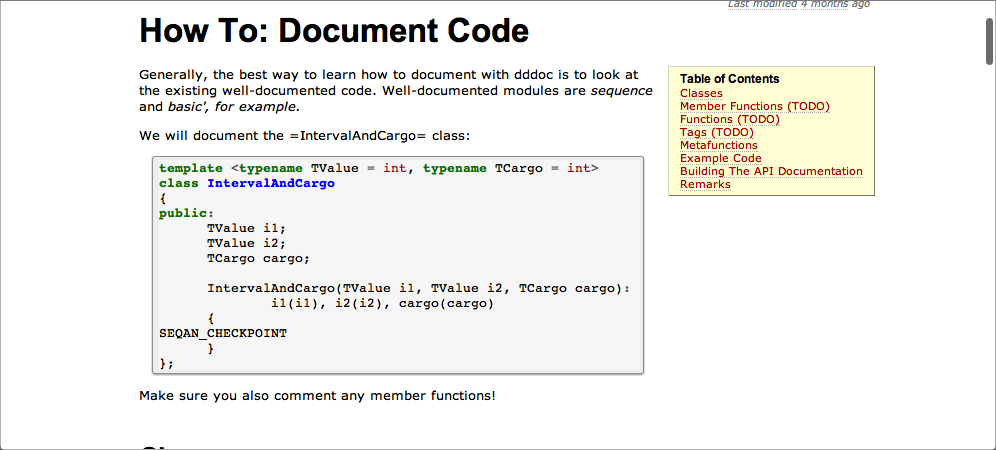 Last modified 4 months ago
How To: Document Code
Generally, the best way to learn how to document with dddoc is to look at
the existing well-documented code. Well-documented modules are sequence
and basic', for example.
We will document the =IntervalAndCargo= class:
template <typename TValue = int, typename TCargo = int>
class IntervalAndCargo
{
public:
TValue i1;
TValue i2;
TCargo cargo;
IntervalAndCargo(TValue i1, TValue i2, TCargo cargo):
i1(i1), i2(i2), cargo(cargo)
{
SEQAN_CHECKPOINT
}
};
Make sure you also comment any member functions!
Table of Contents
Classes
Member Functions (TODO)
Functions (TODO)
Tags (TODO)
Metafunctions
Example Code
Building The API Documentation
Remarks